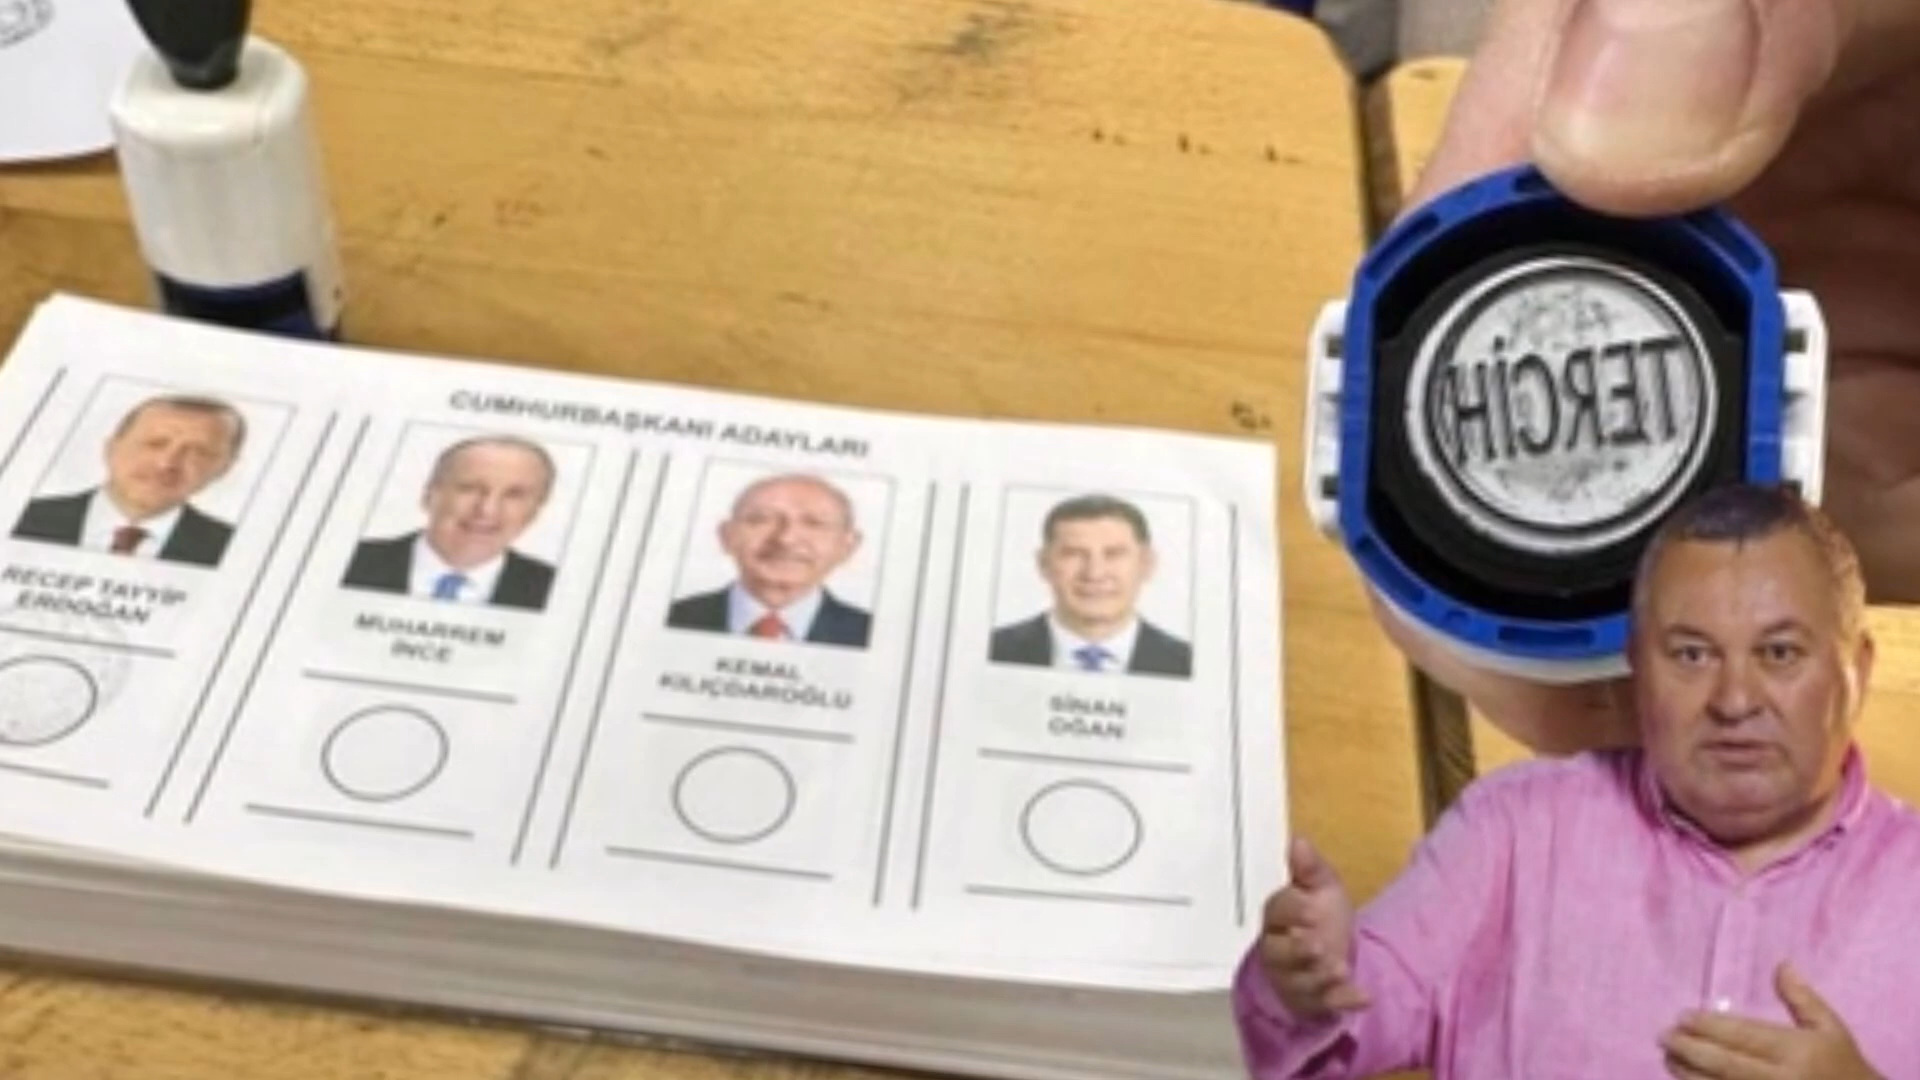 CUMHURBAŞKANI ADAYLARI
RECEP TAYYİP
ERDOĞAN
MUHARREM
İNCE
KEMAL
KILIÇDAROĞLU
SİNAN
OĞAN
TERCİH